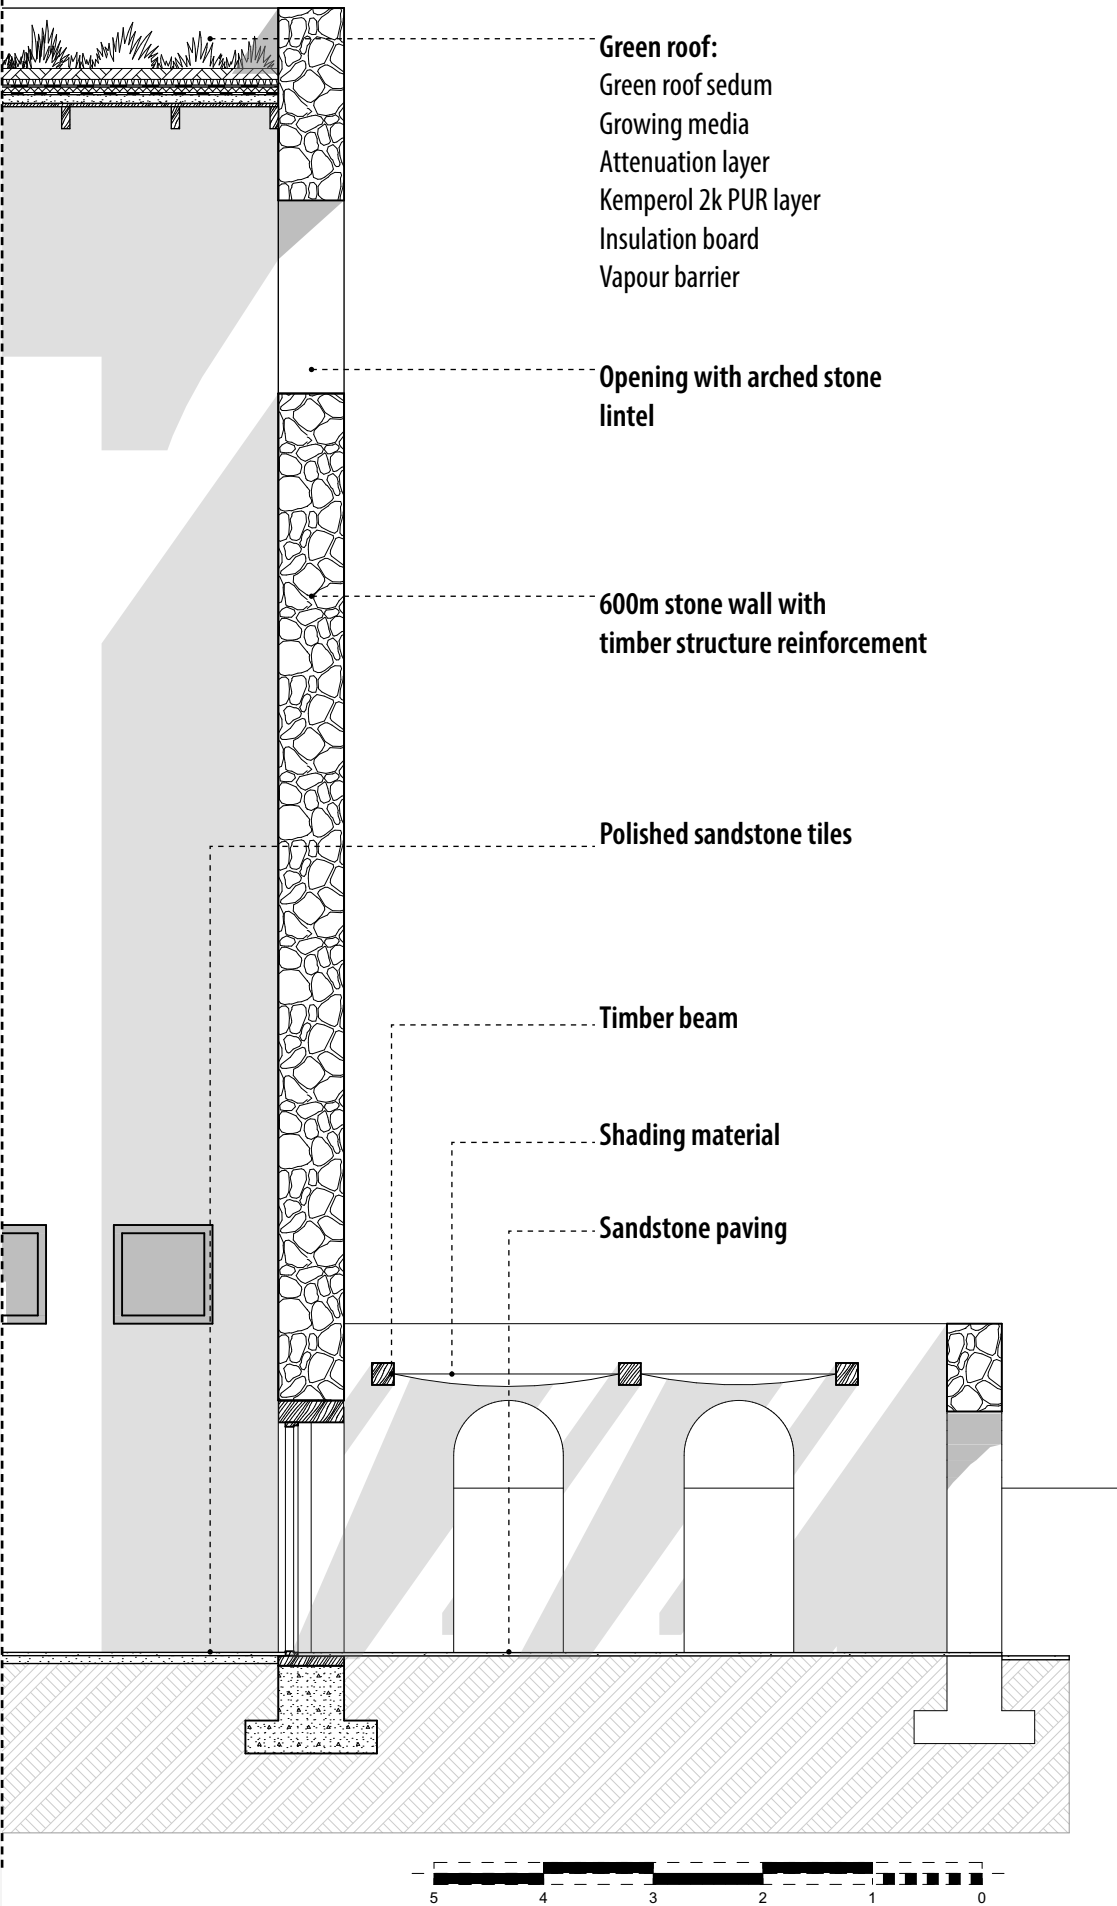 Green roof:
Green roof sedum
Growing media
Attenuation layer
Kemperol 2k PUR layer
Insulation board
Vapour barrier
Opening with arched stone
lintel
600m stone wall with
timber structure reinforcement
Polished sandstone tiles
Timber beam
Shading material
Sandstone paving
5 4 3 2 1 0